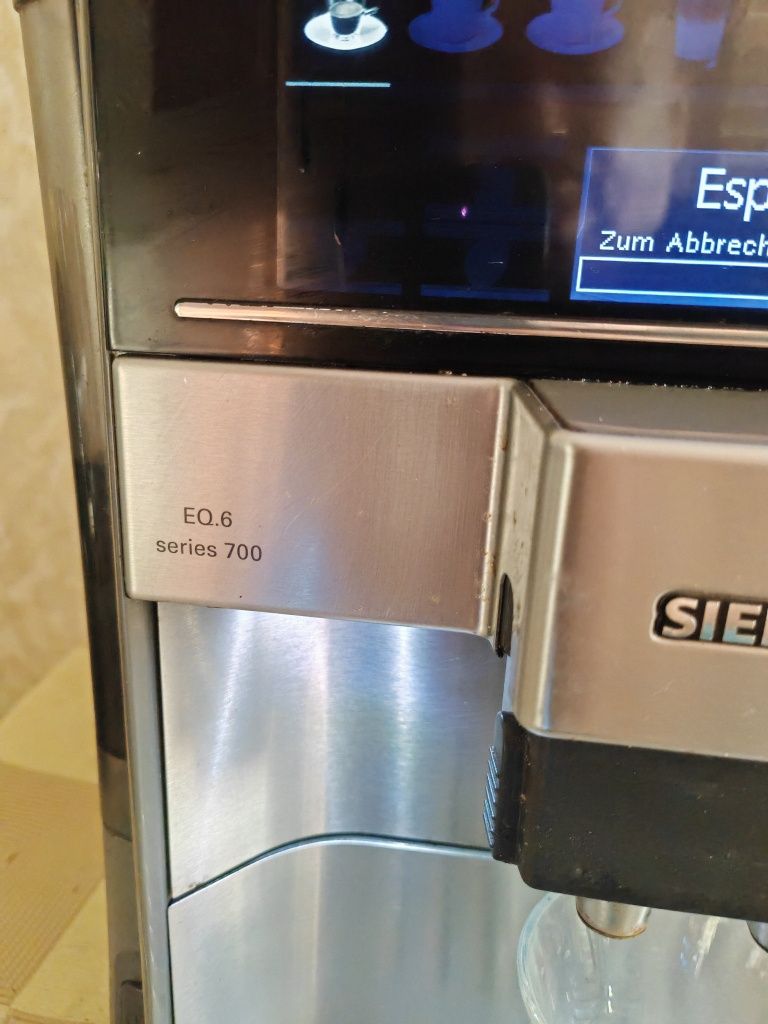 Esp
Zum Abbrech
EQ.6
series 700
SIE